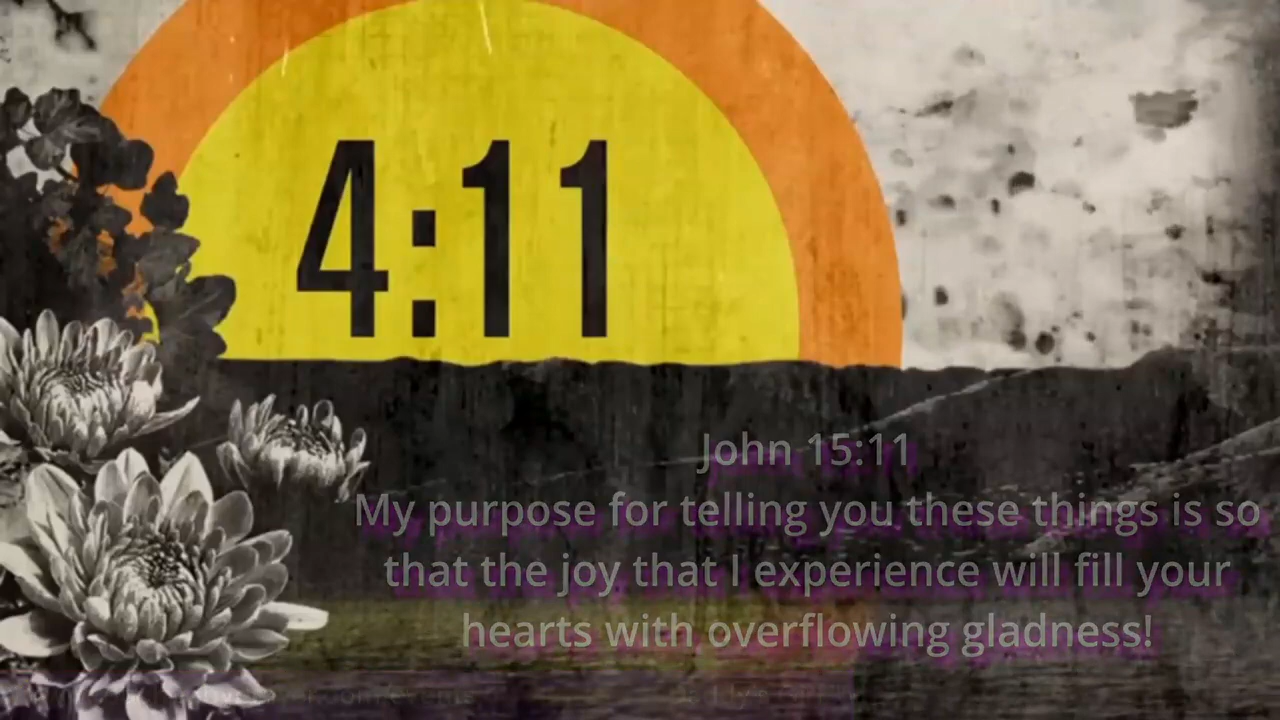 4:11
John 15:11
My purpose for telling you these things is so
that the joy that I experience will fill your
hearts with overflowing gladness!